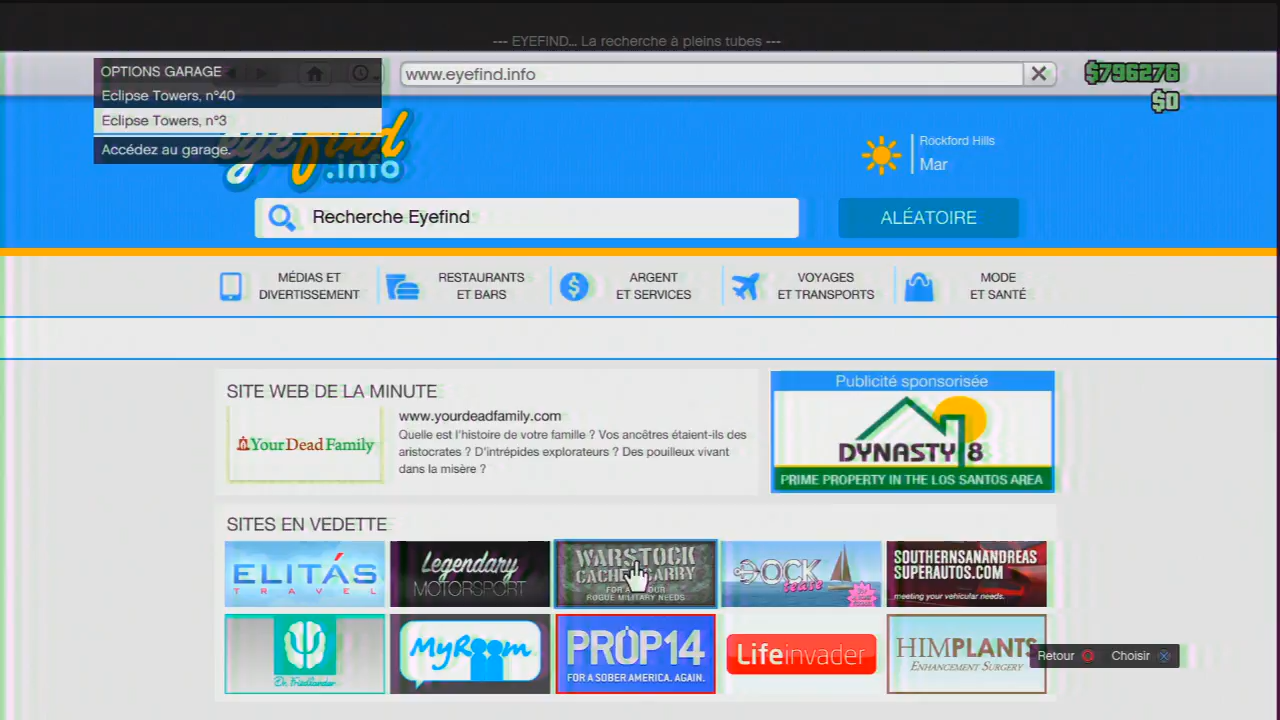 --- EYEFIND... La recherche à pleins tubes ---
OPTIONS GARAGE
www.eyefind.info
$796276
Eclipse Towers, n°40
$0
Eclipse Towers, n°3
Accédez au garage.
eyefind
.info
Rockford Hills
Mar
Recherche Eyefind
ALÉATOIRE
MÉDIAS ET
DIVERTISSEMENT
RESTAURANTS
ET BARS
ARGENT
ET SERVICES
VOYAGES
ET TRANSPORTS
MODE
ET SANTÉ
SITE WEB DE LA MINUTE
YourDeadFamily
www.yourdeadfamily.com
Quelle est l'histoire de votre famille ? Vos ancêtres étaient-ils des
aristocrates ? D'intrépides explorateurs ? Des pouilleux vivant
dans la misère ?
Publicité sponsorisée
DYNASTY 8
PRIME PROPERTY IN THE LOS SANTOS AREA
SITES EN VEDETTE
ELITÁS
TRAVEL
Legendary
MOTORSPORT
WARSTOCK
CACHE CARRY
FOR ALL YOUR
ROGUE MILITARY NEEDS
DOCK
tease
SOUTHERNSANANDREAS
SUPERAUTOS.COM
meeting your vehicular needs.
Dr. Friedlander
MyRoom
PROP14
FOR A SOBER AMERICA. AGAIN.
Lifeinvader
HIMPLANTS
ENHANCEMENT SURGERY
Retour
Choisir